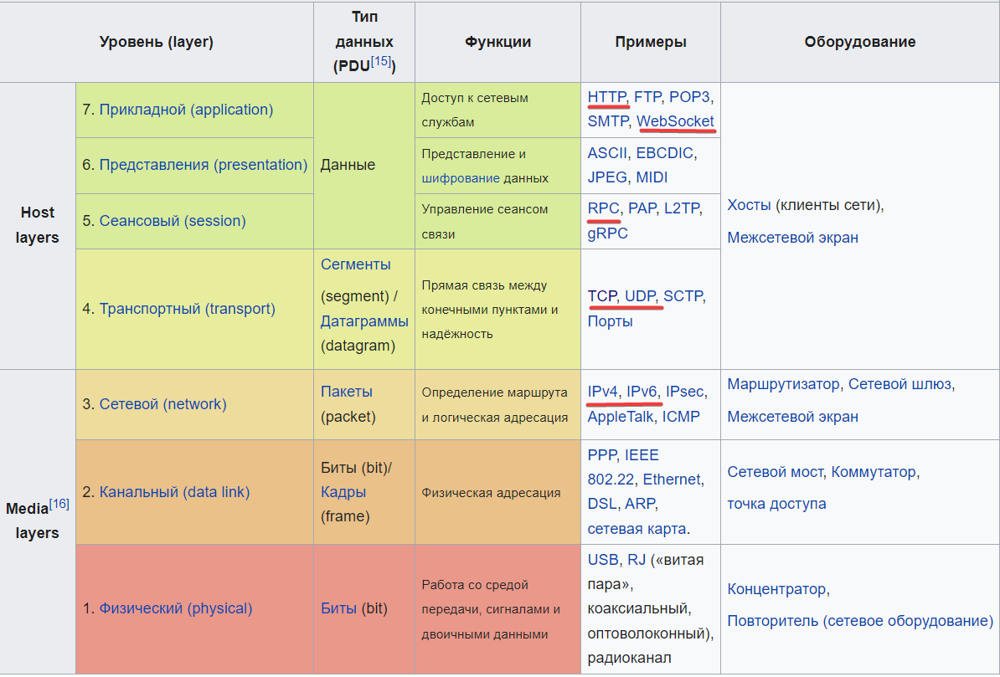 Уровень (layer)
Тип
данных
(PDU[15])
Функции
Примеры
Оборудование
Host
layers
7. Прикладной (application)
Данные
Доступ к сетевым
службам
HTTP, FTP, POP3,
SMTP, WebSocket
Хосты (клиенты сети),
Межсетевой экран
6. Представления (presentation)
Представление и
шифрование данных
ASCII, EBCDIC,
JPEG, MIDI
5. Сеансовый (session)
Управление сеансом
связи
RPC, PAP, L2TP,
gRPC
4. Транспортный (transport)
Сегменты
(segment) /
Датаграммы
(datagram)
Прямая связь между
конечными пунктами и
надёжность
TCP, UDP, SCTP,
Порты
Media[16]
layers
3. Сетевой (network)
Пакеты
(packet)
Определение маршрута
и логическая адресация
IPv4, IPv6, IPsec,
AppleTalk, ICMP
Маршрутизатор, Сетевой шлюз,
Межсетевой экран
2. Канальный (data link)
Биты (bit)/
Кадры
(frame)
Физическая адресация
PPP, IEEE
802.22, Ethernet,
DSL, ARP,
сетевая карта.
Сетевой мост, Коммутатор,
точка доступа
1. Физический (physical)
Биты (bit)
Работа со средой
передачи, сигналами и
двоичными данными
USB, RJ («витая
пара»,
коаксиальный,
оптоволоконный),
радиоканал
Концентратор,
Повторитель (сетевое оборудование)